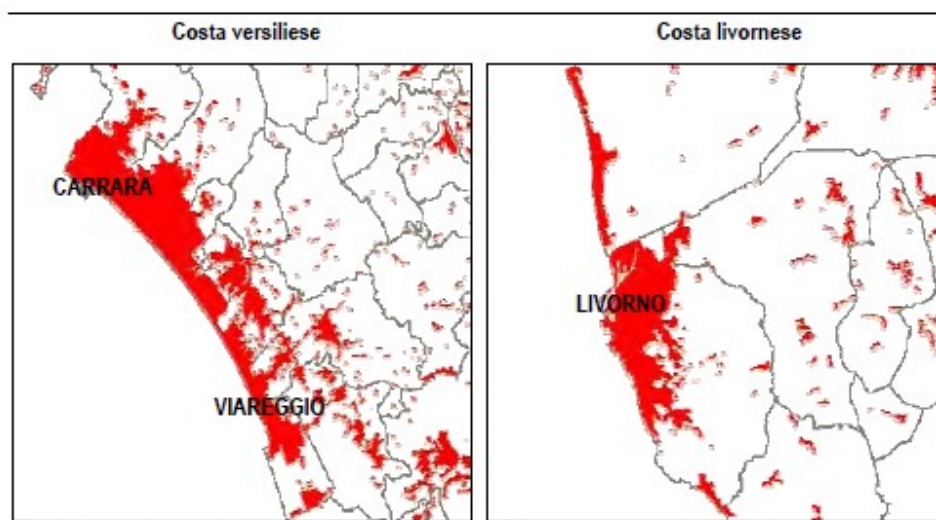 Costa versiliese
Costa livornese
CARRARA
VIAREGGIO
LIVORNO